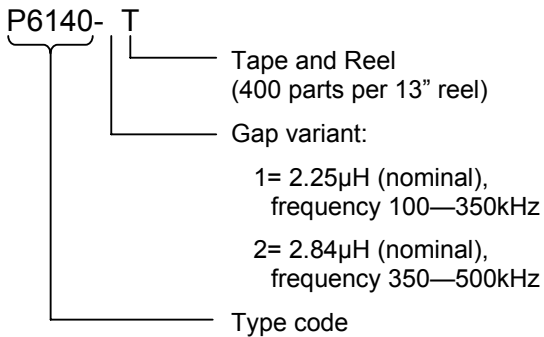 P6140- T
Tape and Reel
(400 parts per 13” reel)
Gap variant:
1= 2.25µH (nominal),
frequency 100—350kHz
2= 2.84µH (nominal),
frequency 350—500kHz
Type code